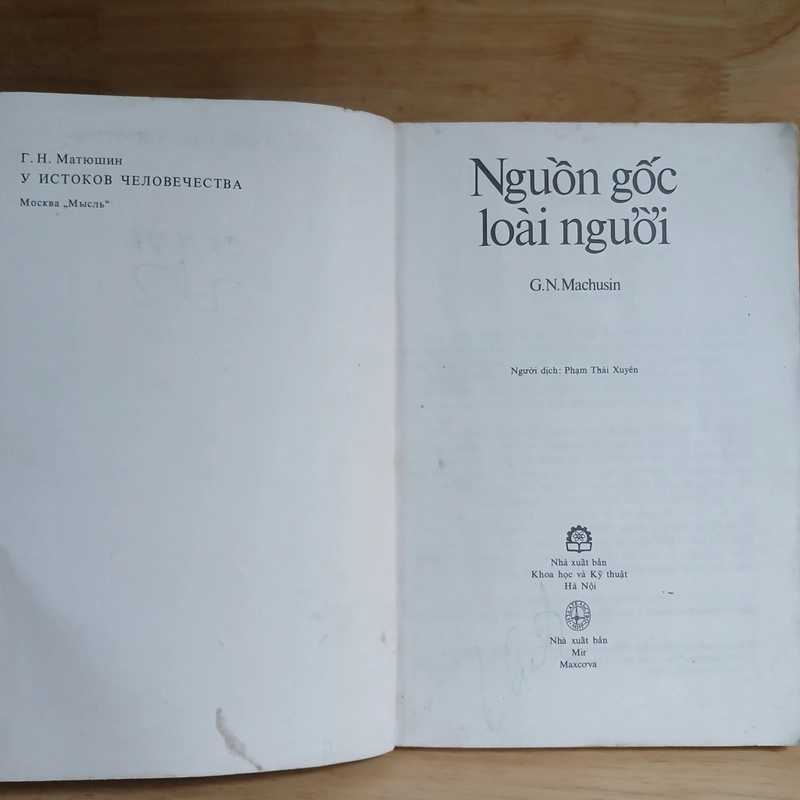 Г. Н. Матюшин
У ИСТОКОВ ЧЕЛОВЕЧЕСТВА
Москва „Мысль“
Nguồn gốc
loài người
G.N.Machusin
Người dịch: Phạm Thái Xuyên
Nhà xuất bản
Khoa học và Kỹ thuật
Hà Nội
Nhà xuất bản
Mir
Maxcơva